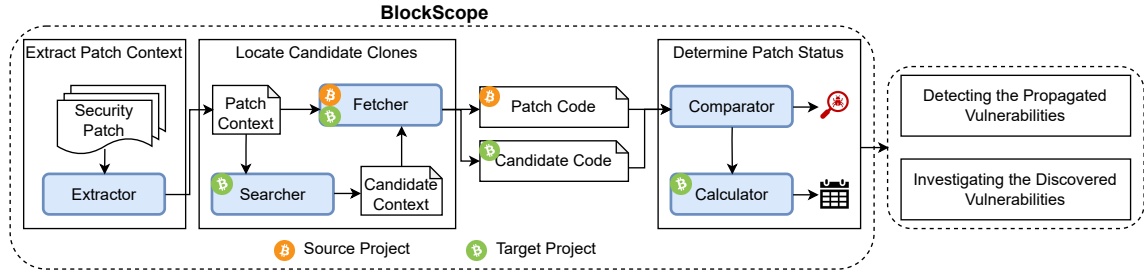 BlockScope
Extract Patch Context
Security
Patch
Extractor
Locate Candidate Clones
Patch
Context
Fetcher
Searcher
Candidate
Context
Patch Code
Candidate Code
Determine Patch Status
Comparator
Calculator
Detecting the Propagated
Vulnerabilities
Investigating the Discovered
Vulnerabilities
Source Project
Target Project